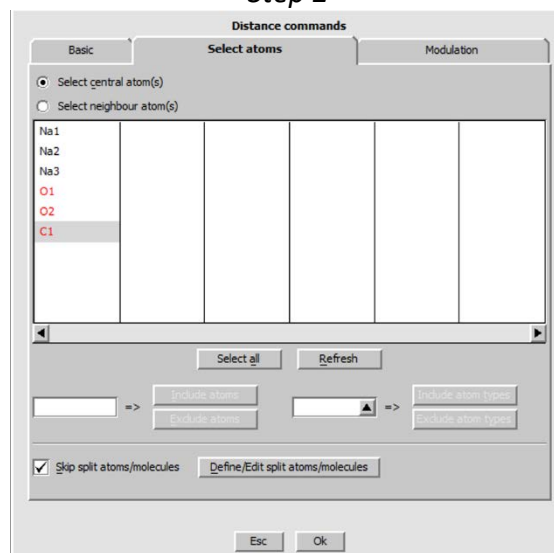 Distance commands
Basic Select atoms Modulation
Select central atom(s)
Select neighbour atom(s)
Na1
Na2
Na3
O1
O2
C1
Select all Refresh
=> Include atoms => Include atom types
Exclude atoms Exclude atom types
Skip split atoms/molecules Define/Edit split atoms/molecules
Esc Ok